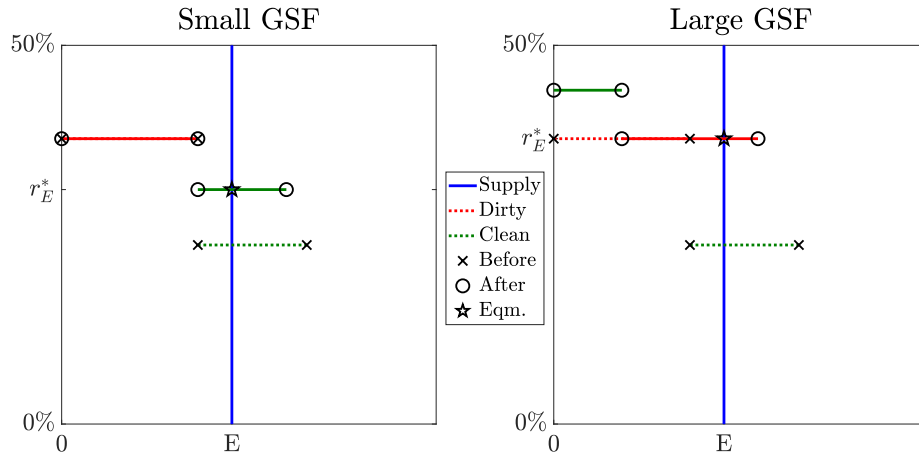 Small GSF
50%
r*E
0%
0
E
Large GSF
50%
r*E
0%
0
E
Supply
Dirty
Clean
Before
After
Eqm.